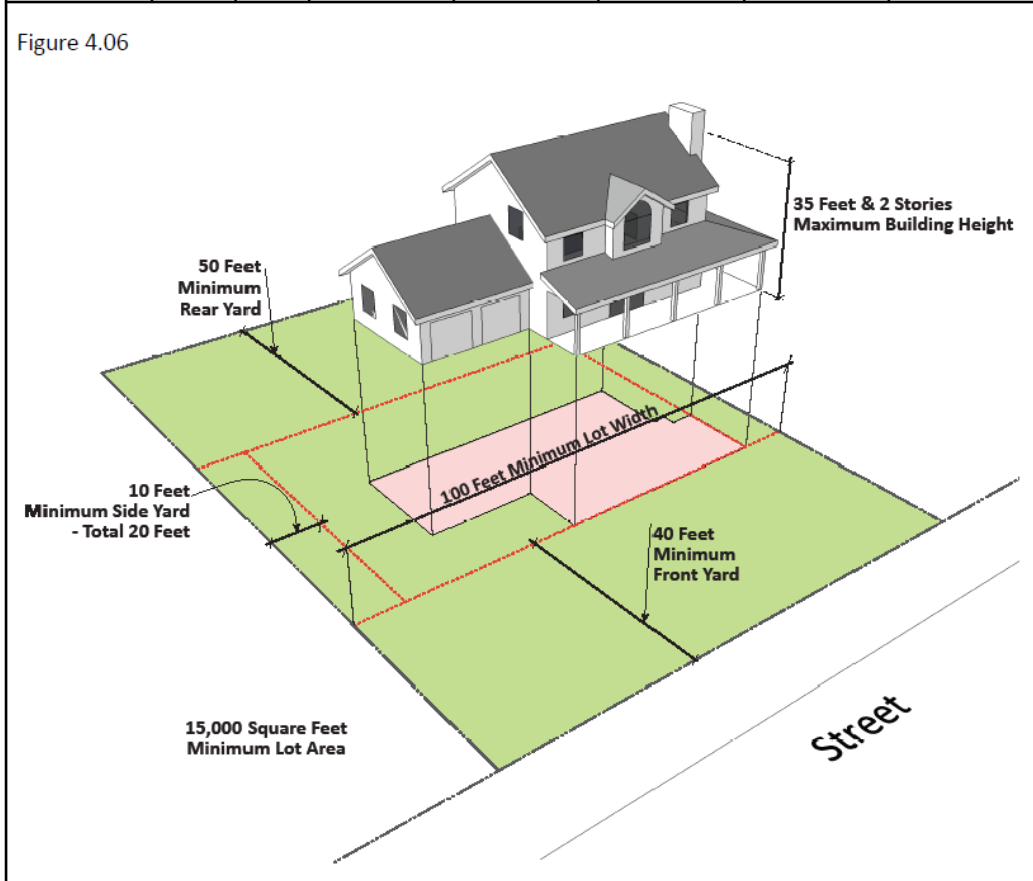 Figure 4.06
35 Feet & 2 Stories
Maximum Building Height
50 Feet
Minimum
Rear Yard
100 Feet Minimum Lot Width
10 Feet
Minimum Side Yard
- Total 20 Feet
40 Feet
Minimum
Front Yard
15,000 Square Feet
Minimum Lot Area
Street